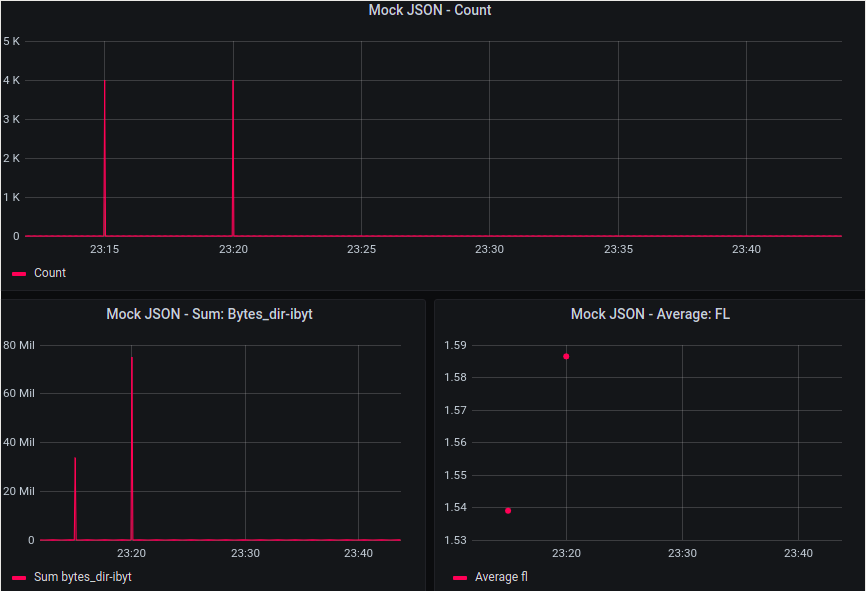 Mock JSON - Count
5 K
4 K
3 K
2 K
1 K
0
23:15 23:20 23:25 23:30 23:35 23:40
Count
Mock JSON - Sum: Bytes_dir-ibyt
80 Mil
60 Mil
40 Mil
20 Mil
0
23:20 23:30 23:40
Sum bytes_dir-ibyt
Mock JSON - Average: FL
1.59
1.58
1.57
1.56
1.55
1.54
1.53
23:20 23:30 23:40
Average fl